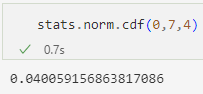 stats.norm.cdf(0,7,4)
✓ 0.7s
0.040059156863817086